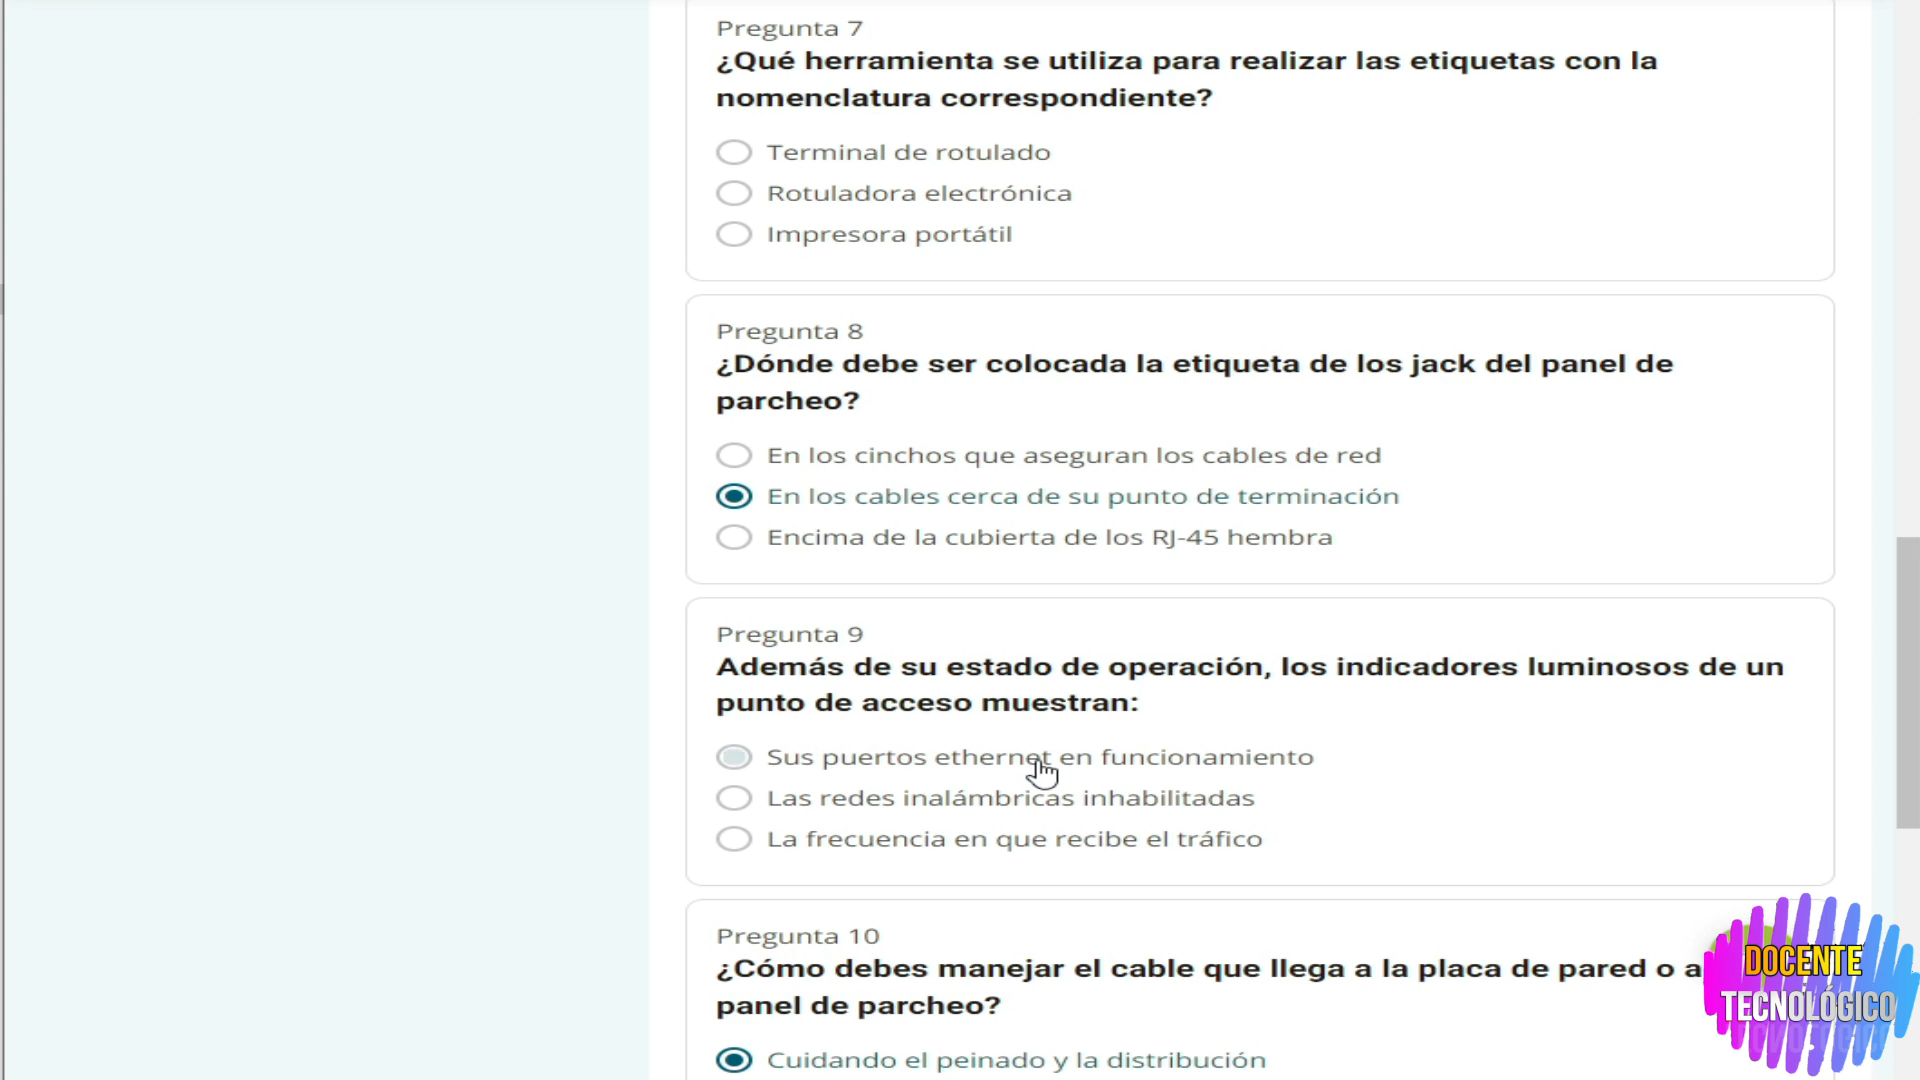 Pregunta 7
¿Qué herramienta se utiliza para realizar las etiquetas con la
nomenclatura correspondiente?
Terminal de rotulado
Rotuladora electrónica
Impresora portátil
Pregunta 8
¿Dónde debe ser colocada la etiqueta de los jack del panel de
parcheo?
En los cinchos que aseguran los cables de red
En los cables cerca de su punto de terminación
Encima de la cubierta de los RJ-45 hembra
Pregunta 9
Además de su estado de operación, los indicadores luminosos de un
punto de acceso muestran:
Sus puertos ethernet en funcionamiento
Las redes inalámbricas inhabilitadas
La frecuencia en que recibe el tráfico
Pregunta 10
¿Cómo debes manejar el cable que llega a la placa de pared o a
panel de parcheo?
Cuidando el peinado y la distribución
DOCENTE
TECNOLÓGICO